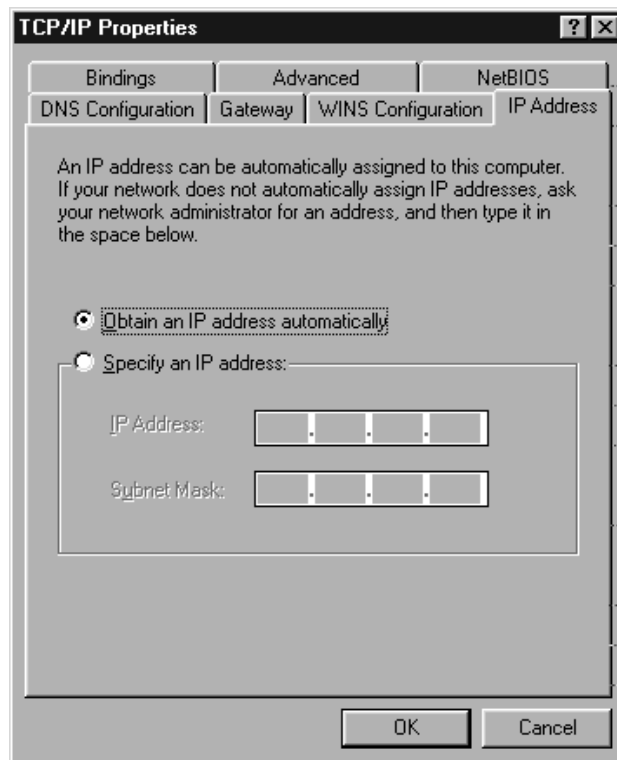 TCP/IP Properties
Bindings
Advanced
NetBIOS
DNS Configuration
Gateway
WINS Configuration
IP Address
An IP address can be automatically assigned to this computer.
If your network does not automatically assign IP addresses, ask
your network administrator for an address, and then type it in
the space below.
Obtain an IP address automatically
Specify an IP address:
IP Address:
Subnet Mask:
OK
Cancel